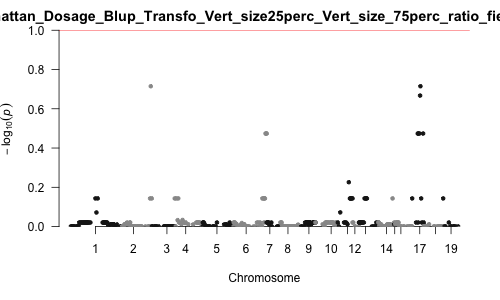 attan_Dosage_Blup_Transfo_Vert_size25perc_Vert_size_75perc_ratio_fie
1.0
0.8
0.6
0.4
0.2
0.0
− log10(p)
1 2 3 4 5 6 7 8 9 10 12 14 17 19
Chromosome